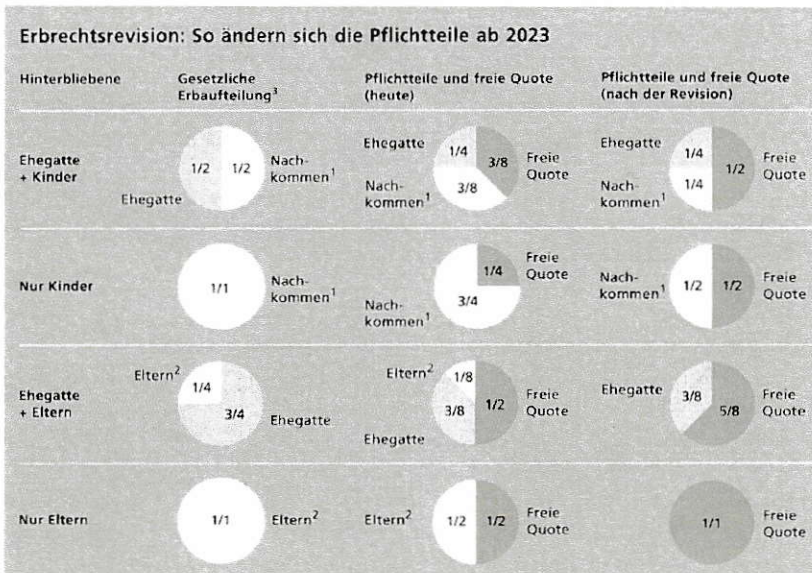 Erbrechtsrevision: So ändern sich die Pflichtteile ab 2023
Hinterbliebene
Gesetzliche
Erbaufteilung³
Pflichtteile und freie Quote
(heute)
Pflichtteile und freie Quote
(nach der Revision)
Ehegatte
+ Kinder
1/2
1/2
Nach-
kommen¹
Ehegatte
Ehegatte
1/4
3/8
Freie
Quote
Nach-
kommen¹
3/8
Ehegatte
1/4
1/2
Freie
Quote
Nach-
kommen¹
1/4
Nur Kinder
1/1
Nach-
kommen¹
1/4
Freie
Quote
Nach-
kommen¹
3/4
Nach-
kommen¹
1/2
1/2
Freie
Quote
Ehegatte
+ Eltern
Eltern²
1/4
3/4
Ehegatte
Eltern²
1/8
3/8
1/2
Freie
Quote
Ehegatte
Ehegatte
3/8
5/8
Freie
Quote
Nur Eltern
1/1
Eltern²
Eltern²
1/2
1/2
Freie
Quote
1/1
Freie
Quote